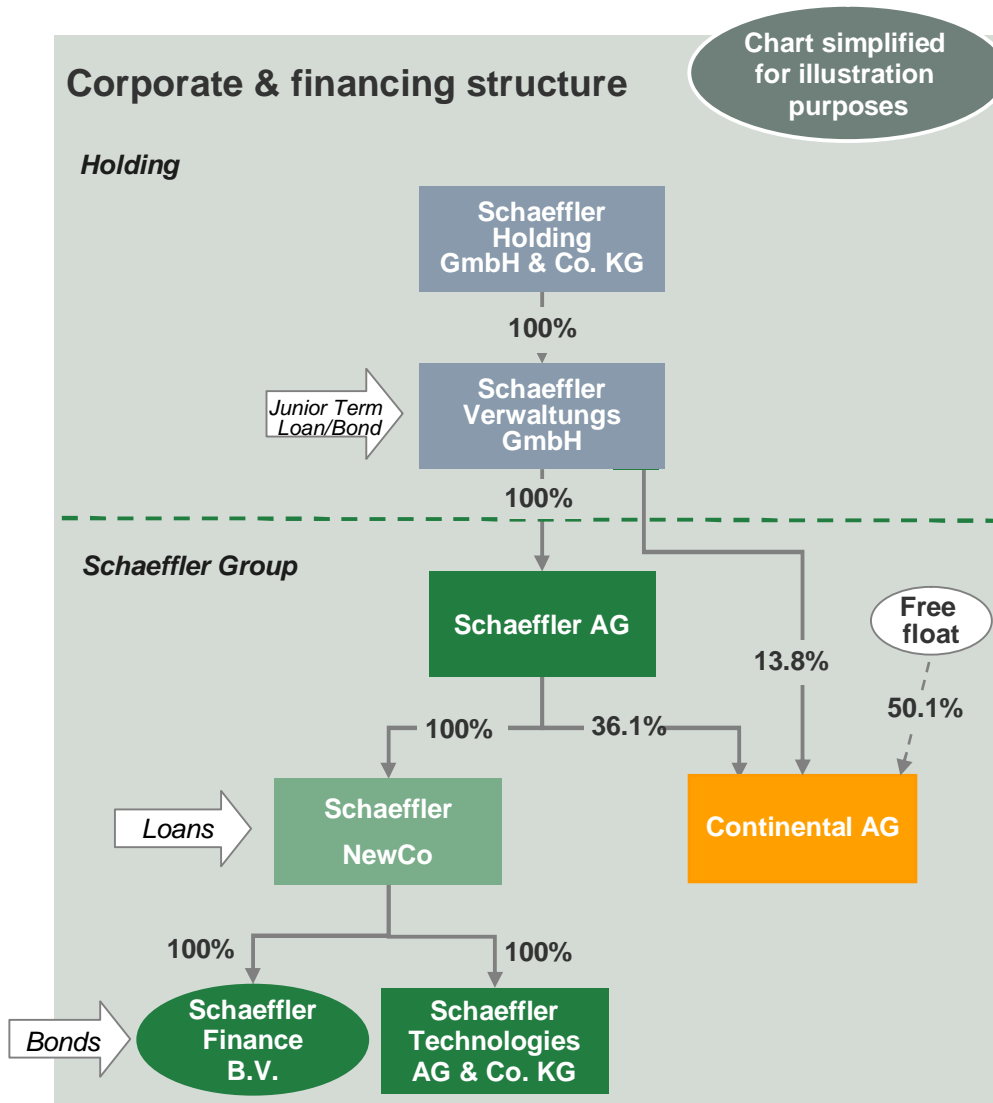 Chart simplified
for illustration
purposes
Corporate & financing structure
Holding
Schaeffler
Holding
GmbH & Co. KG
100%
Junior Term
Loan/Bond
Schaeffler
Verwaltungs
GmbH
100%
Schaeffler Group
Schaeffler AG
Free
float
13.8%
50.1%
100%
36.1%
Loans
Schaeffler
NewCo
Continental AG
100%
100%
Bonds
Schaeffler
Finance
B.V.
Schaeffler
Technologies
AG & Co. KG